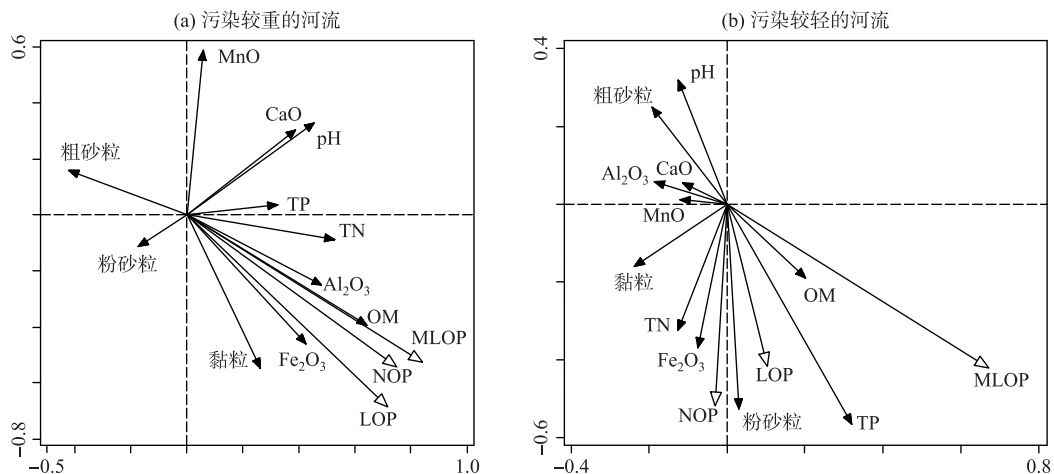 (a) 污染较重的河流
0.6
MnO
CaO
pH
粗砂粒
TP
TN
粉砂粒
Al₂O₃
OM
MLOP
黏粒
Fe₂O₃
NOP
LOP
−0.8
−0.5
1.0
(b) 污染较轻的河流
0.4
pH
粗砂粒
Al₂O₃
CaO
MnO
黏粒
OM
TN
Fe₂O₃
LOP
MLOP
NOP
粉砂粒
TP
−0.6
−0.4
0.8